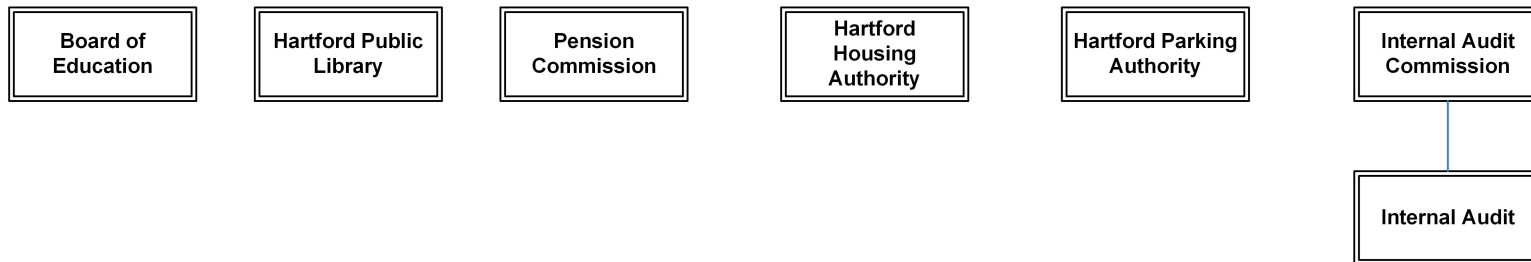 Board of
Education
Hartford Public
Library
Pension
Commission
Hartford
Housing
Authority
Hartford Parking
Authority
Internal Audit
Commission
Internal Audit